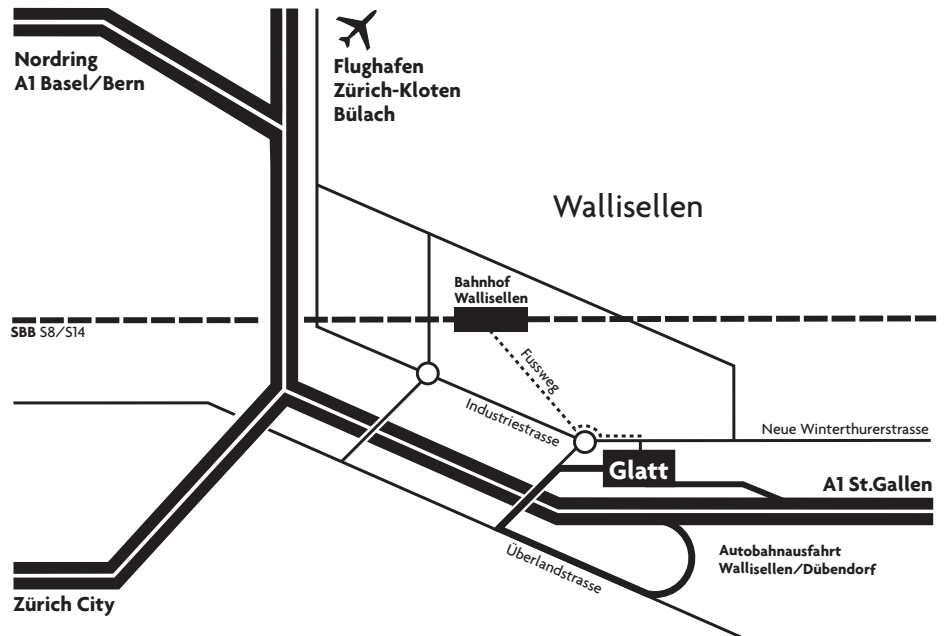 Nordring
A1 Basel/Bern
Flughafen
Zürich-Kloten
Bülach
Wallisellen
Bahnhof
Wallisellen
SBB S8/S14
Fussweg
Industriestrasse
Neue Winterthurerstrasse
Glatt
A1 St.Gallen
Überlandstrasse
Autobahnausfahrt
Wallisellen/Dübendorf
Zürich City